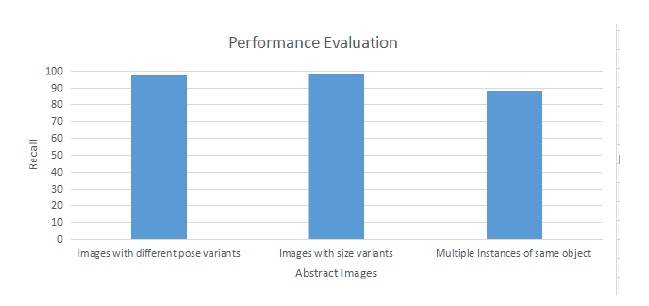 Performance Evaluation
100
90
80
70
60
50
40
30
20
10
0
Recall
Images with different pose variants
Images with size variants
Multiple Instances of same object
Abstract Images